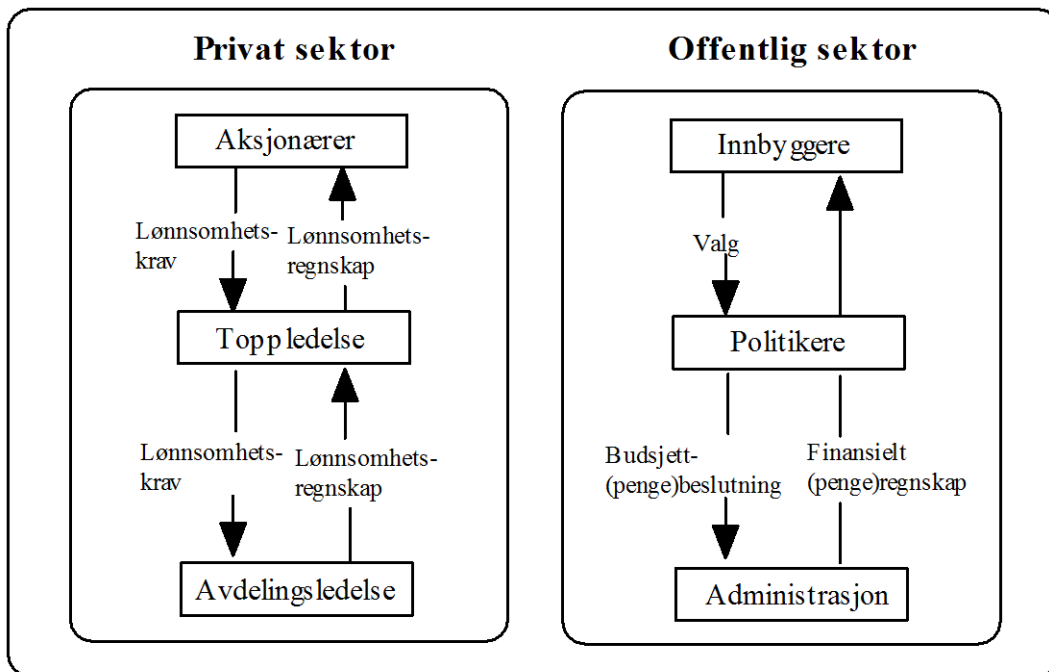 Privat sektor
Aksjonærer
Lønnsomhets-
krav
Lønnsomhets-
regnskap
Toppledelse
Lønnsomhets-
krav
Lønnsomhets-
regnskap
Avdelingsledelse
Offentlig sektor
Innbyggere
Valg
Politikere
Budsjett-
(penge)beslutning
Finansielt
(penge)regnskap
Administrasjon